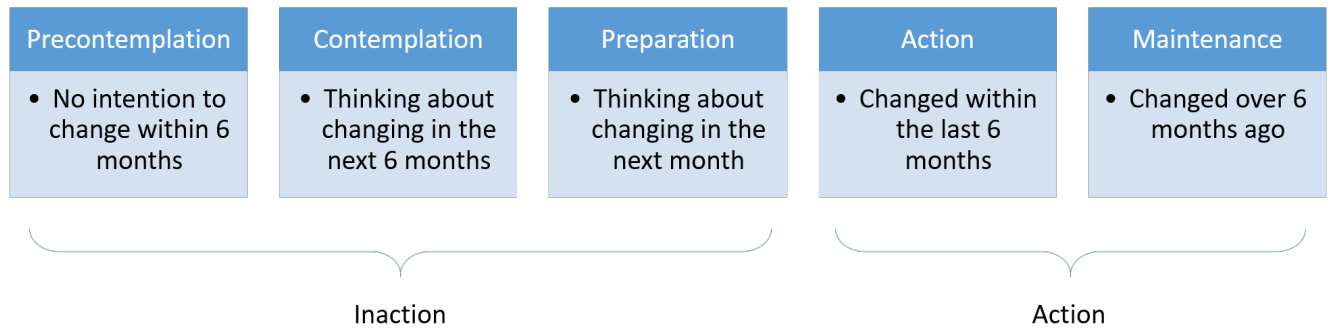 Precontemplation
• No intention to
change within 6
months
Contemplation
• Thinking about
changing in the
next 6 months
Preparation
• Thinking about
changing in the
next month
Action
• Changed within
the last 6
months
Maintenance
• Changed over 6
months ago
Inaction
Action